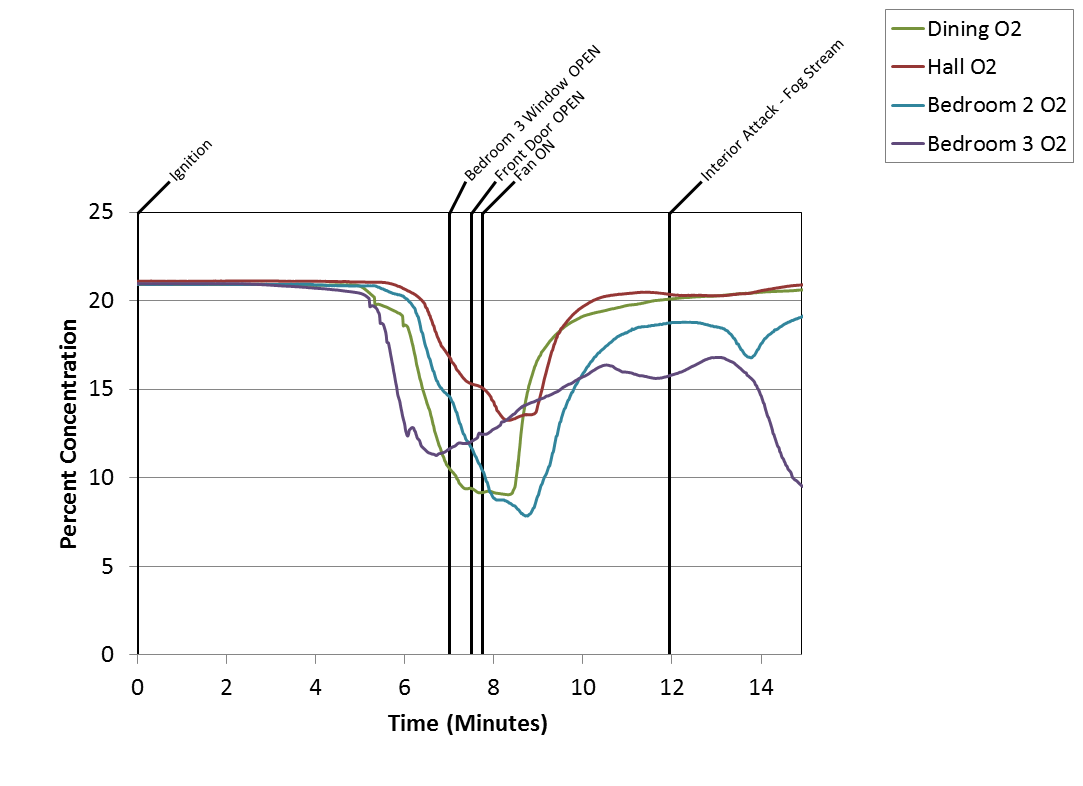 Dining O2
Hall O2
Bedroom 2 O2
Bedroom 3 O2
Ignition
Bedroom 3 Window OPEN
Front Door OPEN
Fan ON
Interior Attack - Fog Stream
25
20
15
10
5
0
Percent Concentration
0 2 4 6 8 10 12 14
Time (Minutes)